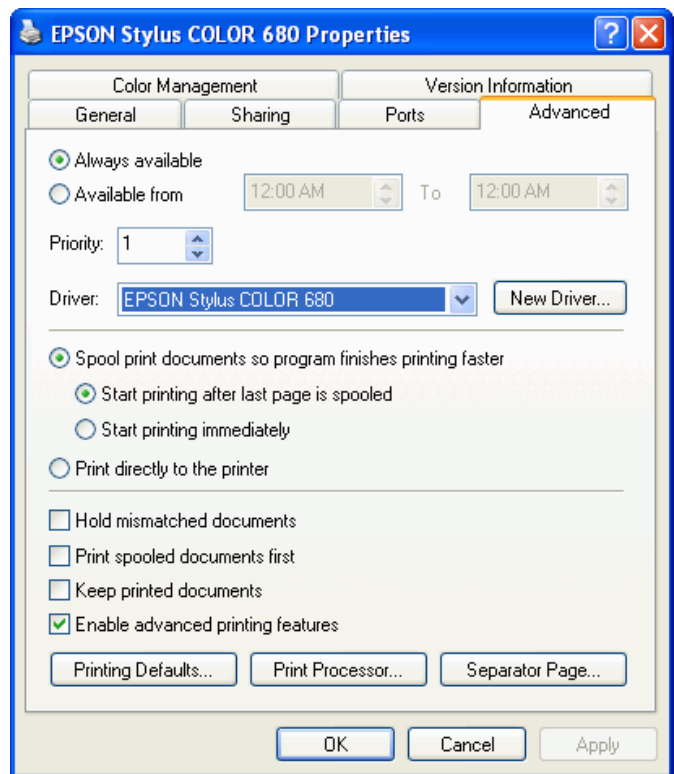 EPSON Stylus COLOR 680 Properties
Color Management Version Information
General Sharing Ports Advanced
Always available
Available from 12:00 AM To 12:00 AM
Priority: 1
Driver: EPSON Stylus COLOR 680 New Driver...
Spool print documents so program finishes printing faster
Start printing after last page is spooled
Start printing immediately
Print directly to the printer
Hold mismatched documents
Print spooled documents first
Keep printed documents
Enable advanced printing features
Printing Defaults... Print Processor... Separator Page...
OK Cancel Apply